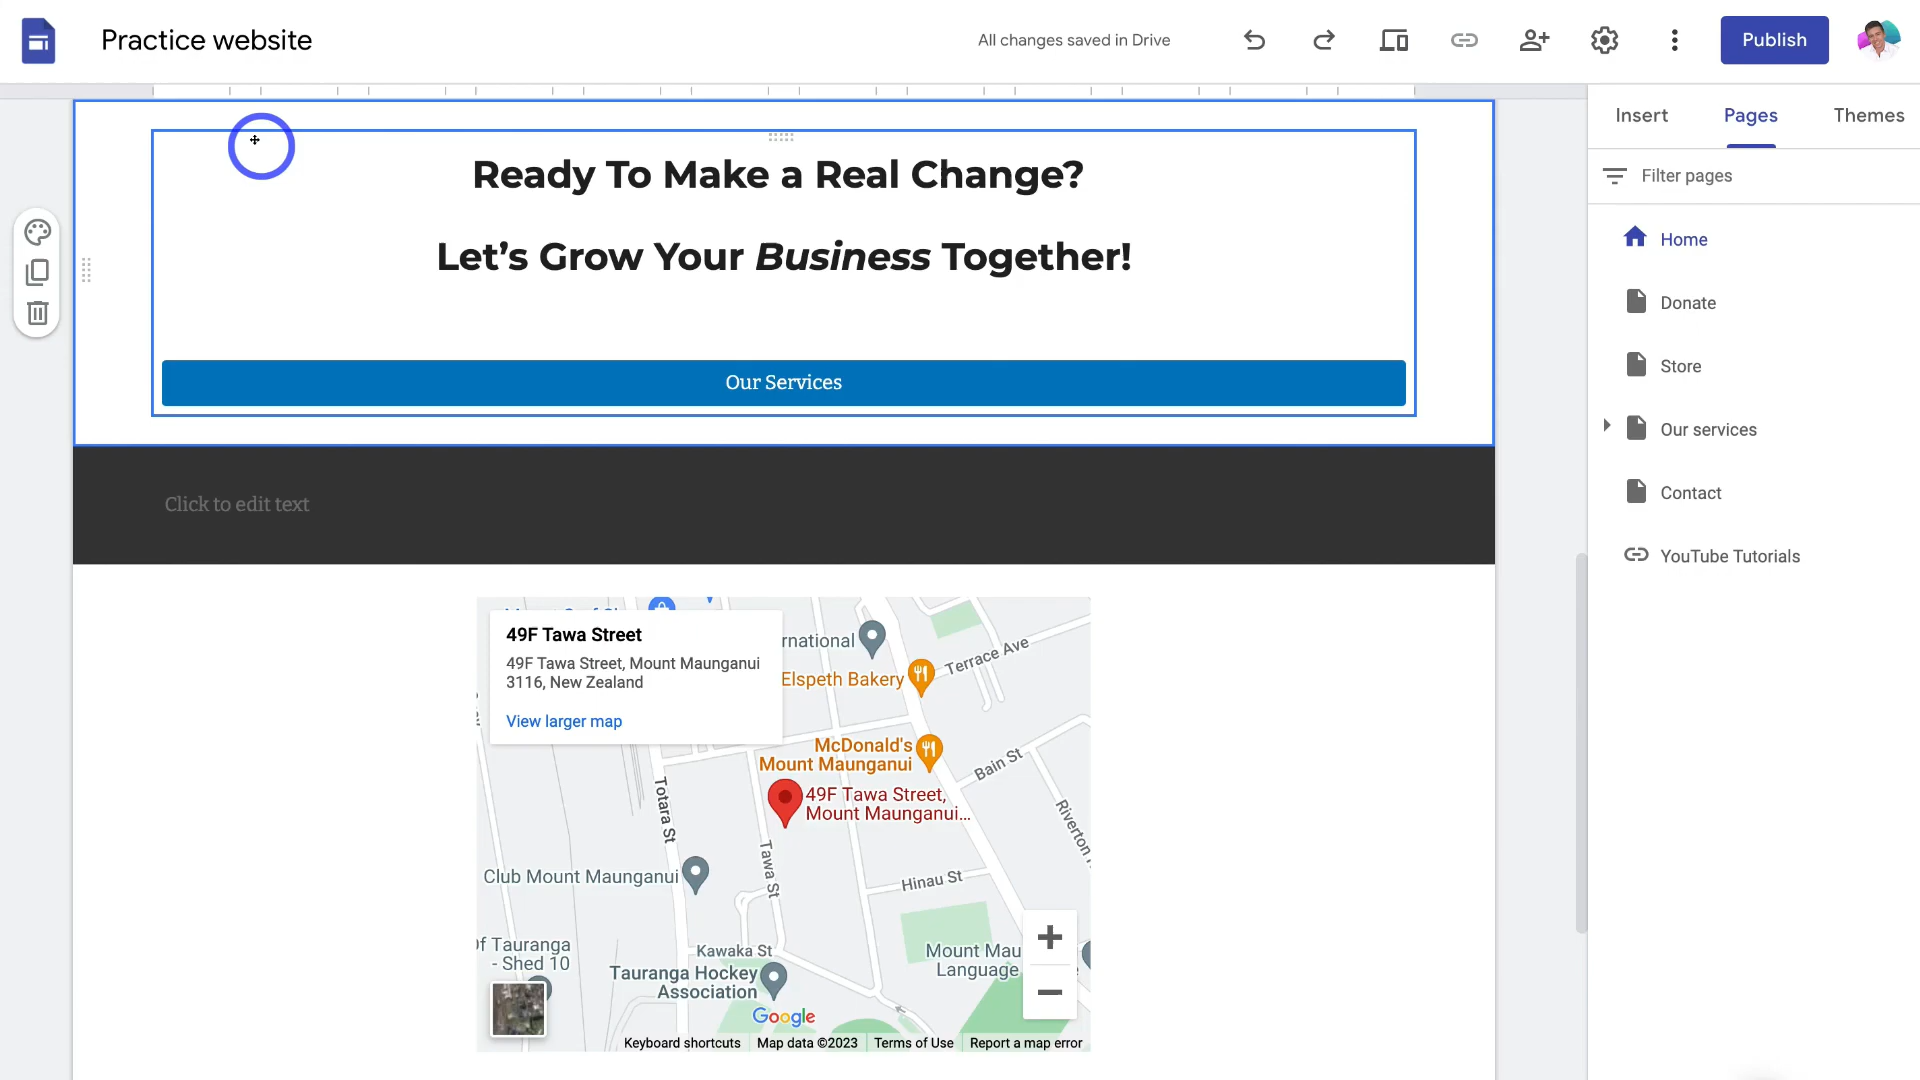 Practice website
All changes saved in Drive
Publish
Insert
Pages
Themes
Filter pages
Home
Donate
Store
Our services
Contact
YouTube Tutorials
Ready To Make a Real Change?
Let’s Grow Your Business Together!
Our Services
Click to edit text
49F Tawa Street
49F Tawa Street, Mount Maunganui
3116, New Zealand
View larger map
rnational
Terrace Ave
Elspeth Bakery
McDonald's
Mount Maunganui
Bain St
49F Tawa Street,
Mount Maunganui...
Totara St
Riverton
Tawa St
Club Mount Maunganui
Hinau St
Of Tauranga
- Shed 10
Kawaka St
Mount Mau
Language
Tauranga Hockey
Association
Google
Keyboard shortcuts
Map data ©2023
Terms of Use
Report a map error